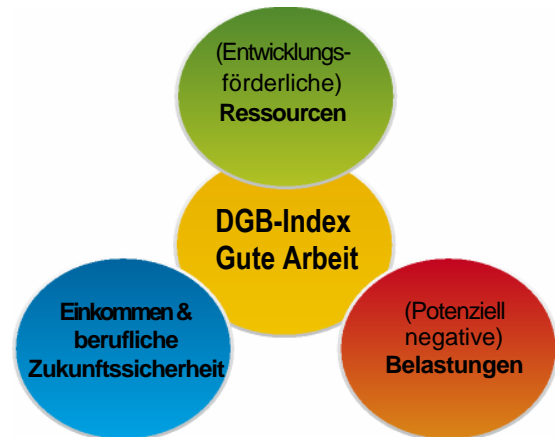 (Entwicklungs-
förderliche)
Ressourcen
DGB-Index
Gute Arbeit
Einkommen &
berufliche
Zukunftssicherheit
(Potenziell
negative)
Belastungen